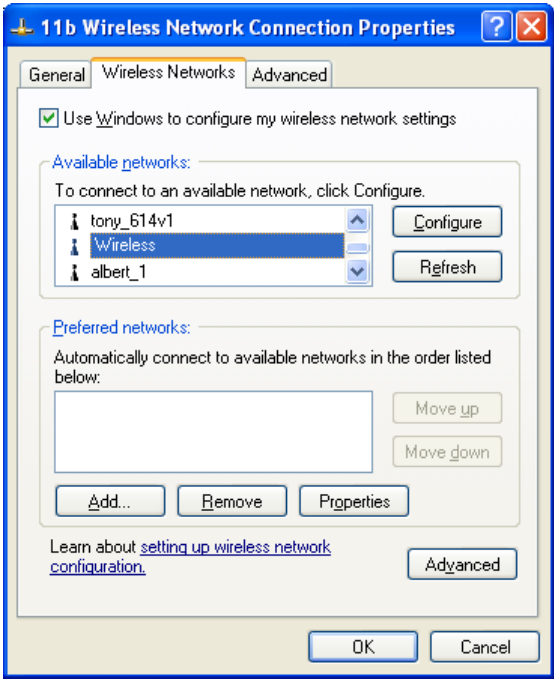 11b Wireless Network Connection Properties
General Wireless Networks Advanced
Use Windows to configure my wireless network settings
Available networks:
To connect to an available network, click Configure.
tony_614v1
Wireless
albert_1
Configure
Refresh
Preferred networks:
Automatically connect to available networks in the order listed
below:
Move up
Move down
Add... Remove Properties
Learn about setting up wireless network
configuration.
Advanced
OK Cancel